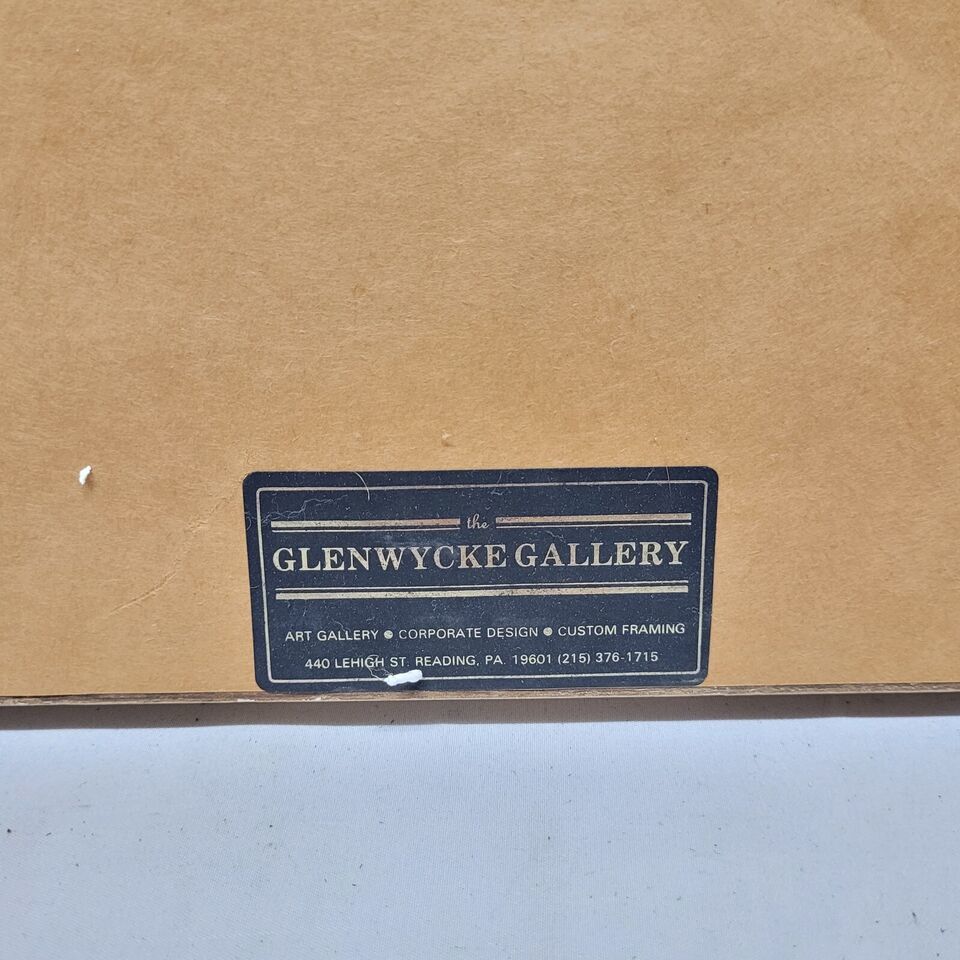 the
GLENWYCKE GALLERY
ART GALLERY ● CORPORATE DESIGN ● CUSTOM FRAMING
440 LEHIGH ST. READING, PA. 19601 (215) 376-1715